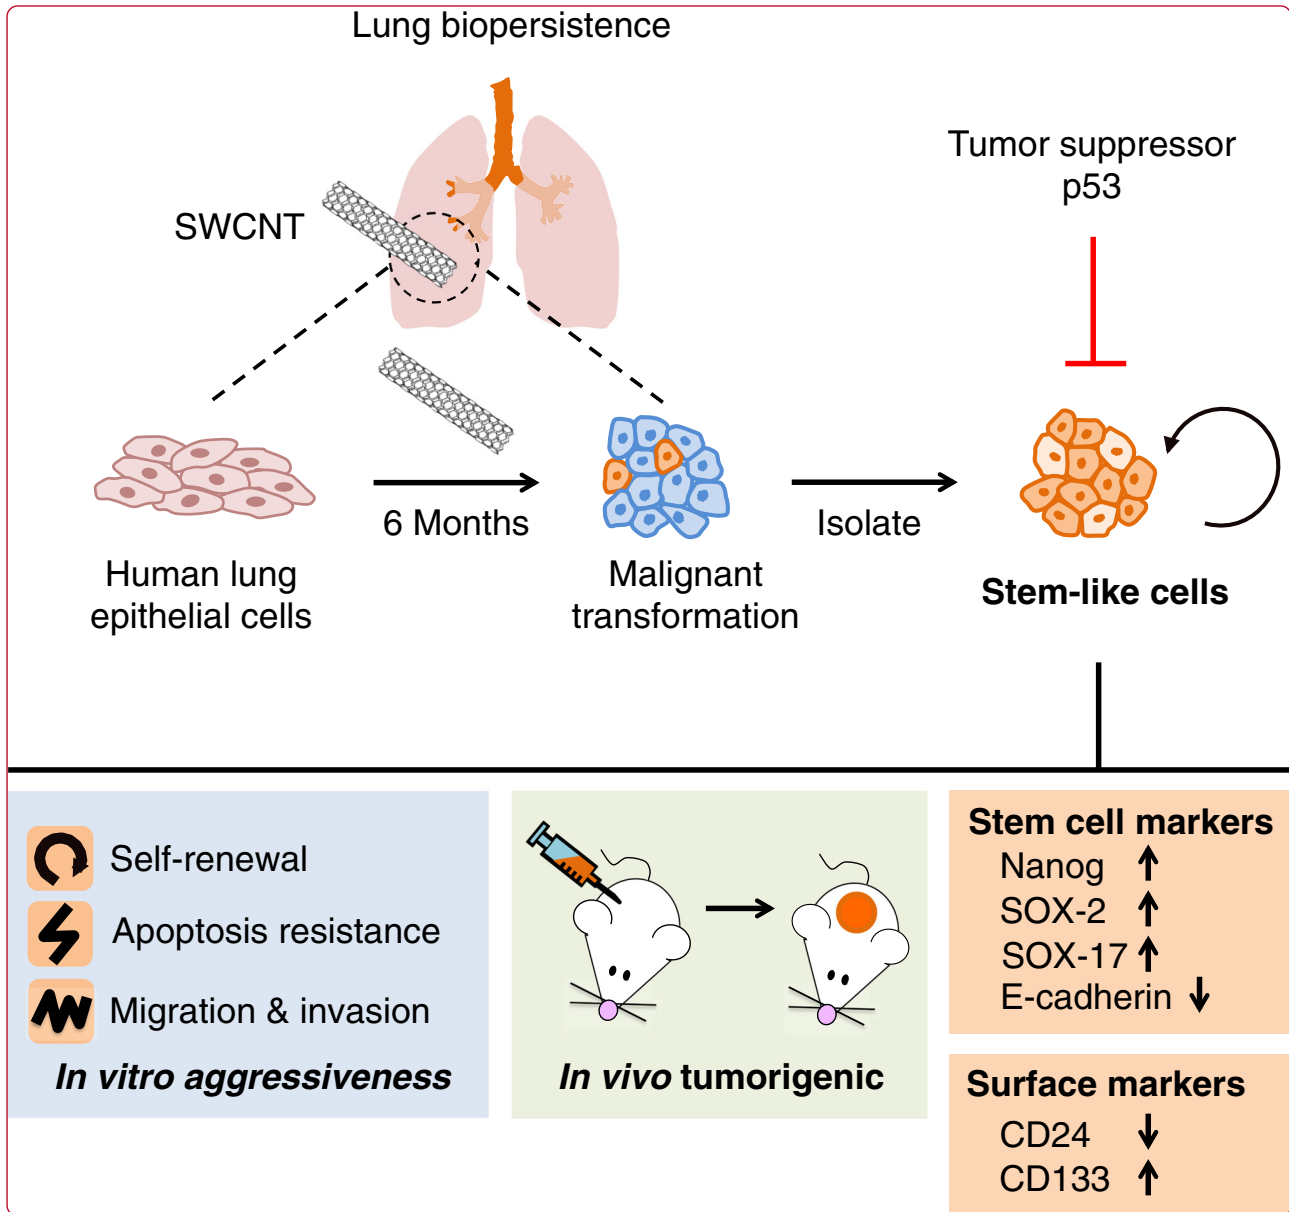 Lung biopersistence
SWCNT
Tumor suppressor
p53
6 Months
Isolate
Human lung
epithelial cells
Malignant
transformation
Stem-like cells
Self-renewal
Apoptosis resistance
Migration & invasion
In vitro aggressiveness
In vivo tumorigenic
Stem cell markers
Nanog ↑
SOX-2 ↑
SOX-17 ↑
E-cadherin ↓
Surface markers
CD24 ↓
CD133 ↑